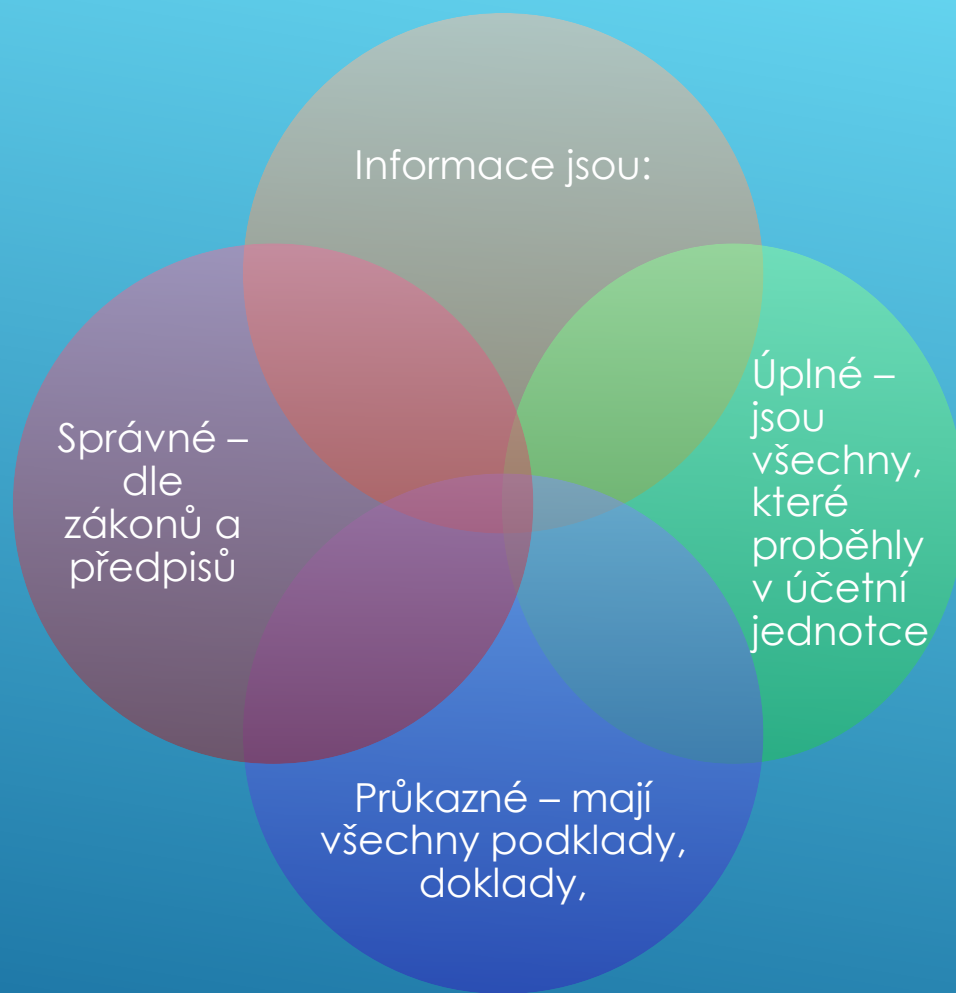 Informace jsou:
Úplné –
jsou
všechny,
které
proběhly
v účetní
jednotce
Průkazné – mají
všechny podklady,
doklady,
Správné –
dle
zákonů a
předpisů